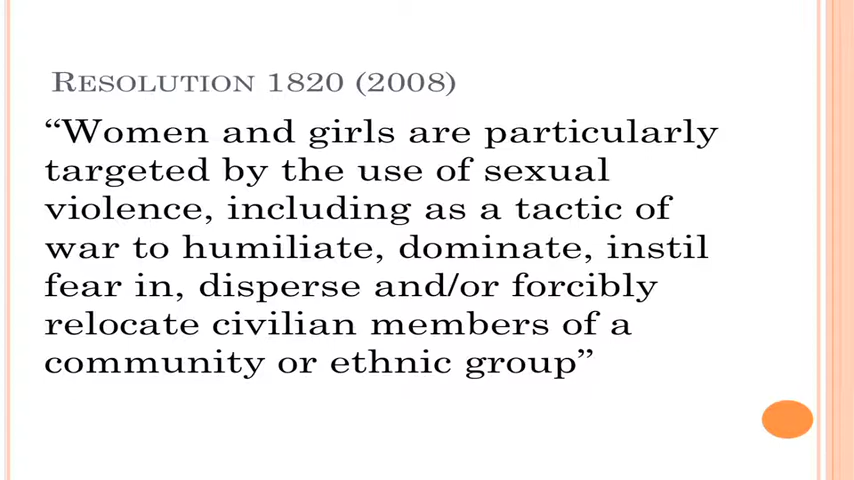 RESOLUTION 1820 (2008)
“Women and girls are particularly
targeted by the use of sexual
violence, including as a tactic of
war to humiliate, dominate, instil
fear in, disperse and/or forcibly
relocate civilian members of a
community or ethnic group”